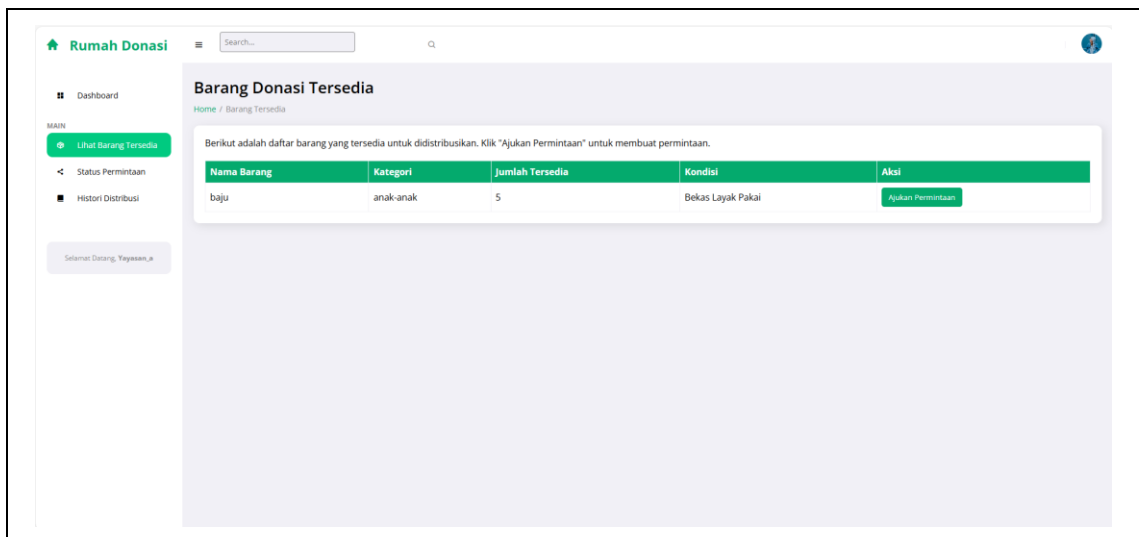 Rumah Donasi
Search...
Dashboard
MAIN
Lihat Barang Tersedia
Status Permintaan
Histori Distribusi
Selamat Datang, Yayasan_a
Barang Donasi Tersedia
Home / Barang Tersedia
Berikut adalah daftar barang yang tersedia untuk didistribusikan. Klik "Ajukan Permintaan" untuk membuat permintaan.
Nama Barang Kategori Jumlah Tersedia Kondisi Aksi
baju anak-anak 5 Bekas Layak Pakai Ajukan Permintaan